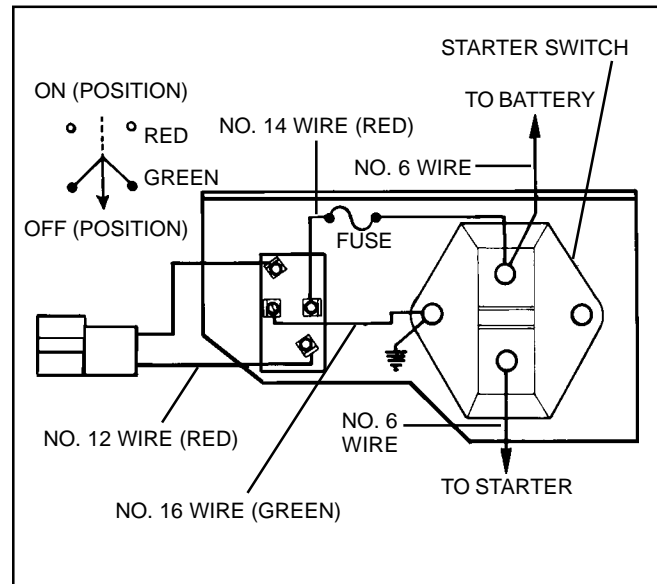 STARTER SWITCH
ON (POSITION)
TO BATTERY
RED
NO. 14 WIRE (RED)
NO. 6 WIRE
GREEN
OFF (POSITION)
FUSE
NO. 12 WIRE (RED)
NO. 6
WIRE
TO STARTER
NO. 16 WIRE (GREEN)